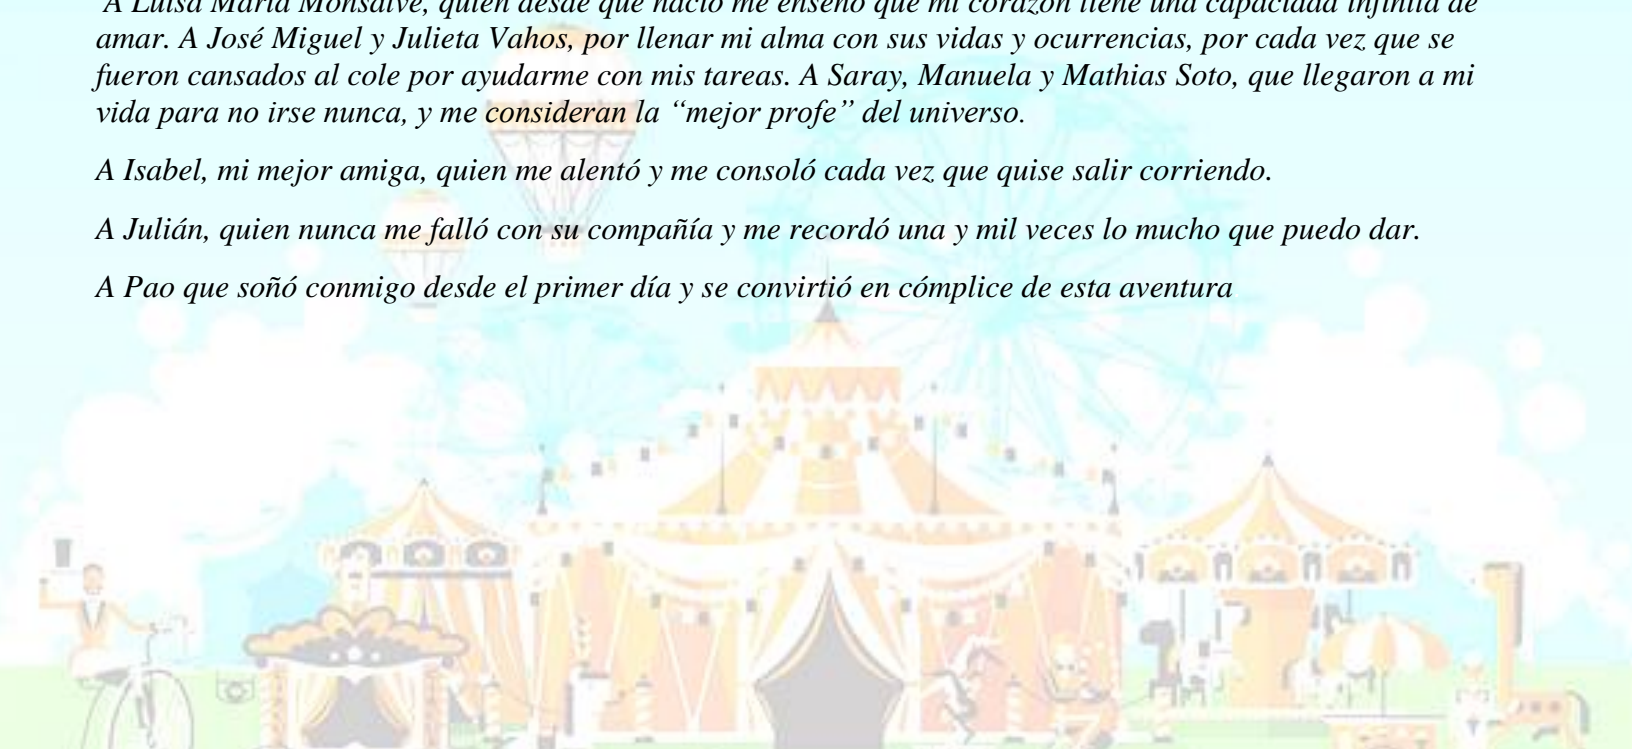 A Luisa María Monsalve, quien desde que nació me enseñó que mi corazón tiene una capacidad infinita de
amar. A José Miguel y Julieta Vahos, por llenar mi alma con sus vidas y ocurrencias, por cada vez que se
fueron cansados al cole por ayudarme con mis tareas. A Saray, Manuela y Mathias Soto, que llegaron a mi
vida para no irse nunca, y me consideran la “mejor profe” del universo.
A Isabel, mi mejor amiga, quien me alentó y me consoló cada vez que quise salir corriendo.
A Julián, quien nunca me falló con su compañía y me recordó una y mil veces lo mucho que puedo dar.
A Pao que soñó conmigo desde el primer día y se convirtió en cómplice de esta aventura